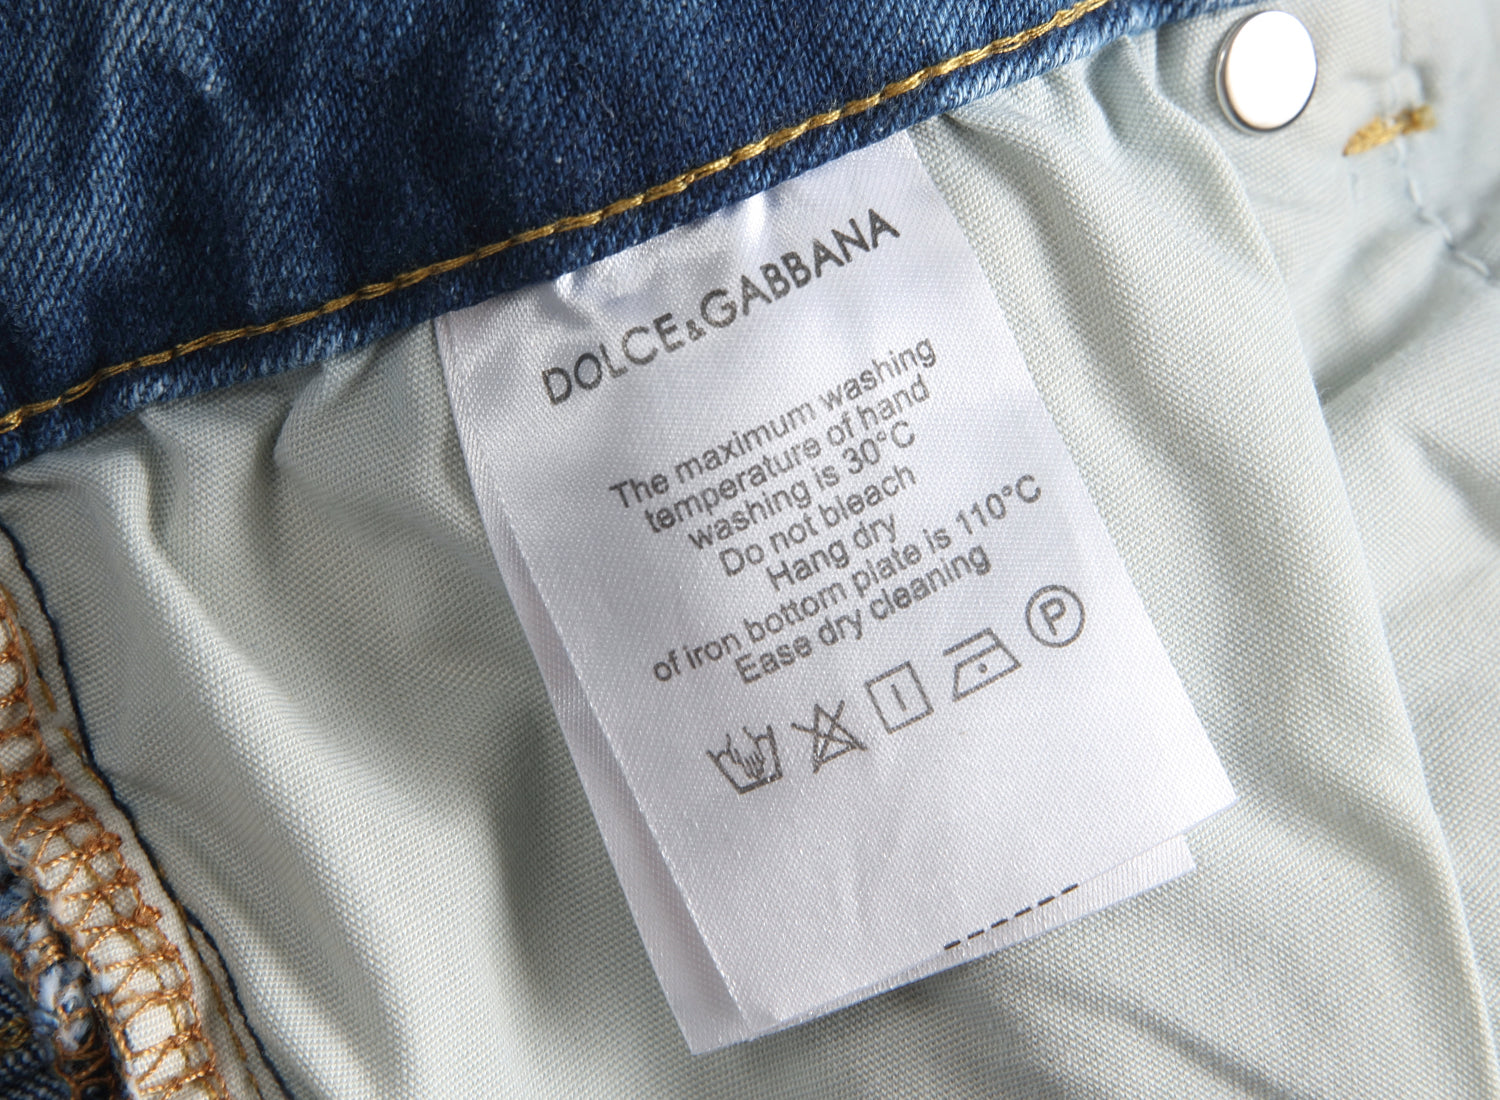 DOLCE&GABBANA
The maximum washing
temperature of hand
washing is 30°C
Do not bleach
Hang dry
of iron bottom plate is 110°C
Ease dry cleaning
P